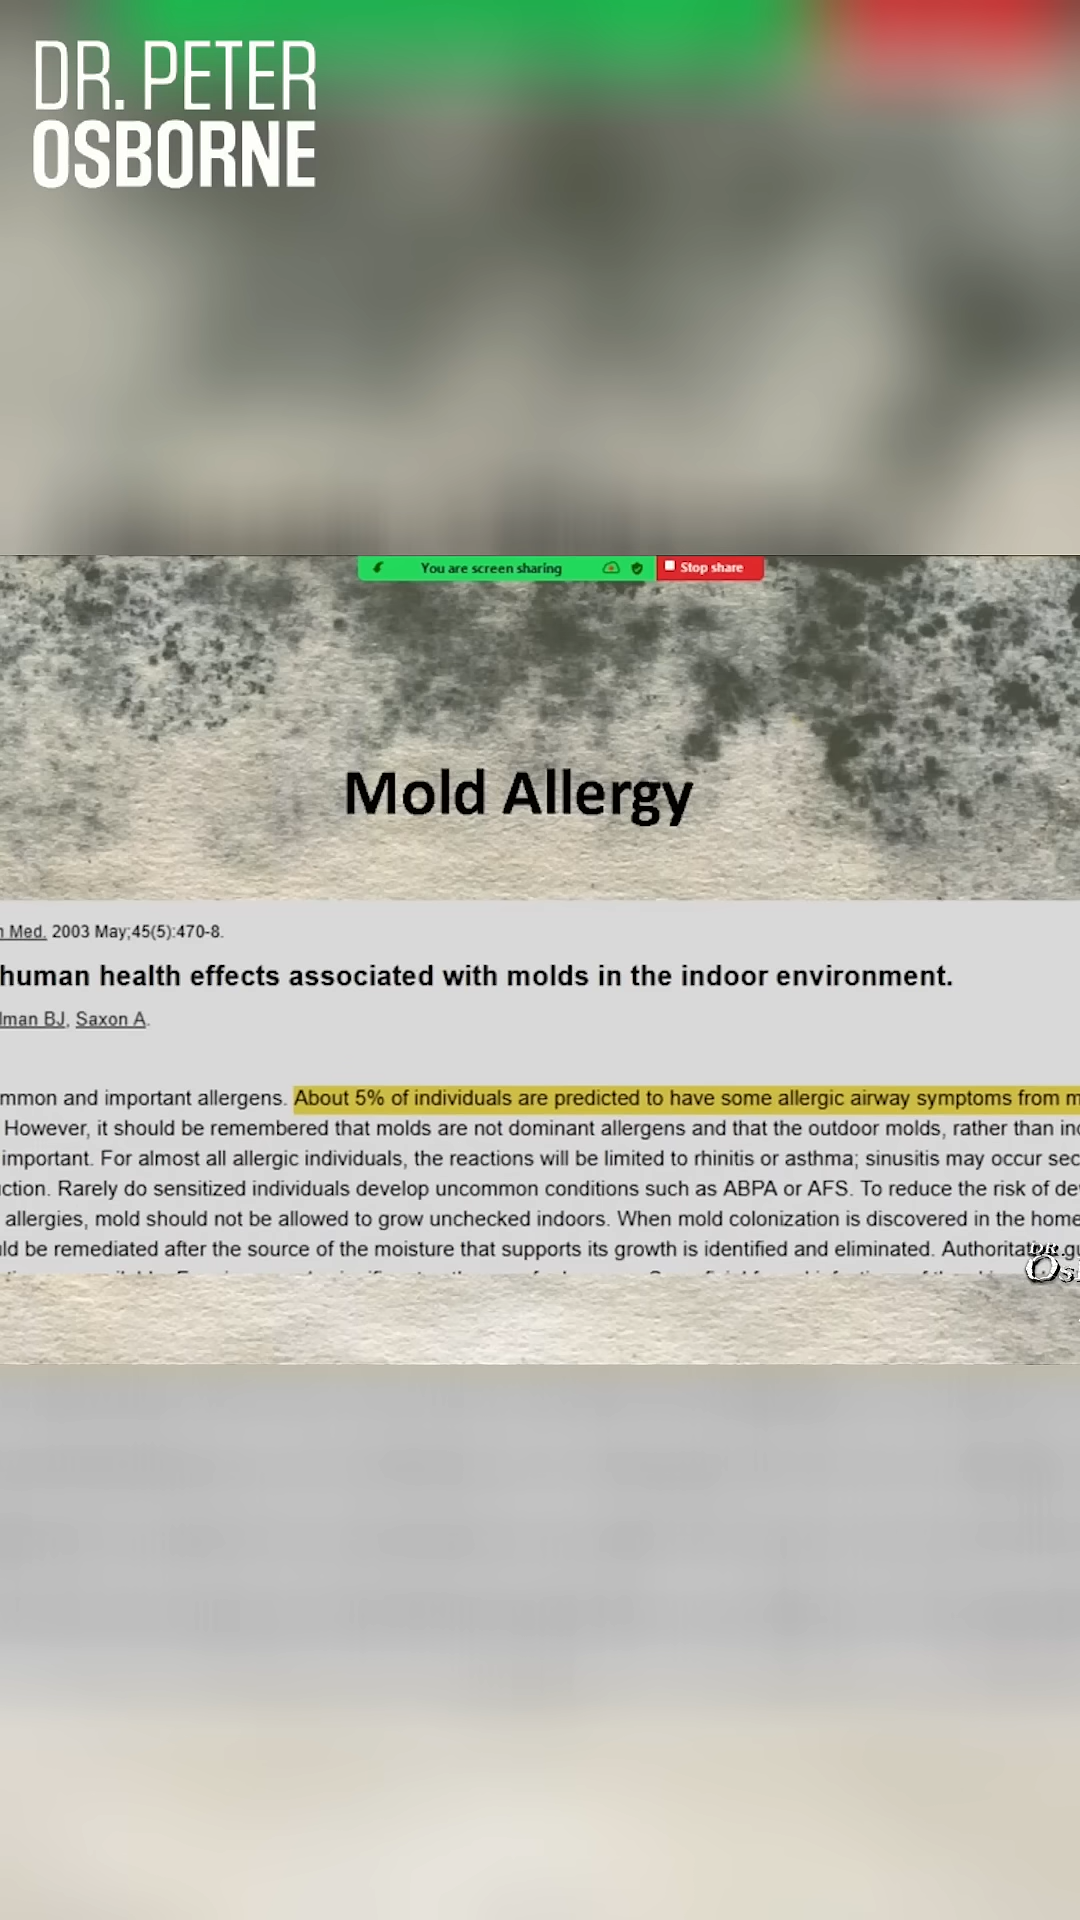 DR. PETER
OSBORNE
You are screen sharing
Stop share
Mold Allergy
Med. 2003 May;45(5):470-8.
human health effects associated with molds in the indoor environment.
lman BJ, Saxon A.
mmon and important allergens. About 5% of individuals are predicted to have some allergic airway symptoms from m
However, it should be remembered that molds are not dominant allergens and that the outdoor molds, rather than
important. For almost all allergic individuals, the reactions will be limited to rhinitis or asthma; sinusitis may occur sec
ction. Rarely do sensitized individuals develop uncommon conditions such as ABPA or AFS. To reduce the risk of de
allergies, mold should not be allowed to grow unchecked indoors. When mold colonization is discovered in the home
ld be remediated after the source of the moisture that supports its growth is identified and eliminated.
DR.